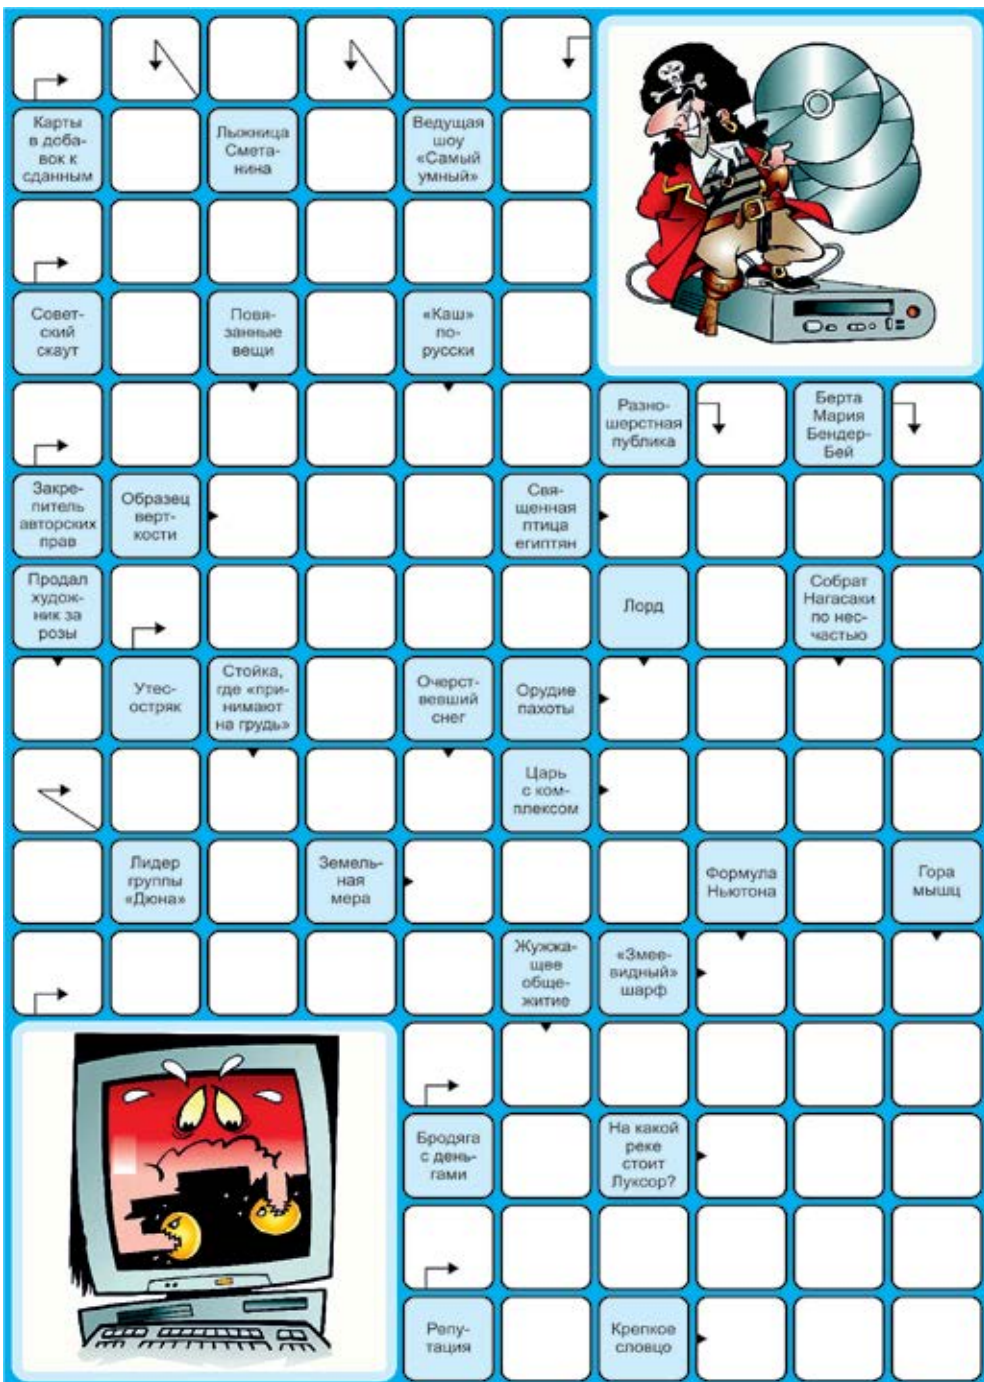 Карты
в доба-
вок к
сданным
Лыжница
Смета-
нина
Ведущая
шоу
«Самый
умный»
Совет-
ский
скаут
Повя-
занные
вещи
«Каш»
по-
русски
Разно-
шерстная
публика
Берта
Мария
Бендер-
Бей
Закре-
питель
авторских
прав
Образец
верт-
кости
Свя-
щенная
птица
египтян
Продал
худож-
ник за
розы
Лорд
Собрат
Нагасаки
по нес-
частью
Утес-
остряк
Стойка,
где «при-
нимают
на грудь»
Очерст-
вевший
снег
Орудие
пахоты
Царь
с ком-
плексом
Лидер
группы
«Дюна»
Земель-
ная
мера
Формула
Ньютона
Гора
мышц
Жужжа-
щее
обще-
житие
«Змее-
видный»
шарф
Бродяга
с день-
гами
На какой
реке
стоит
Луксор?
Репу-
тация
Крепкое
словцо